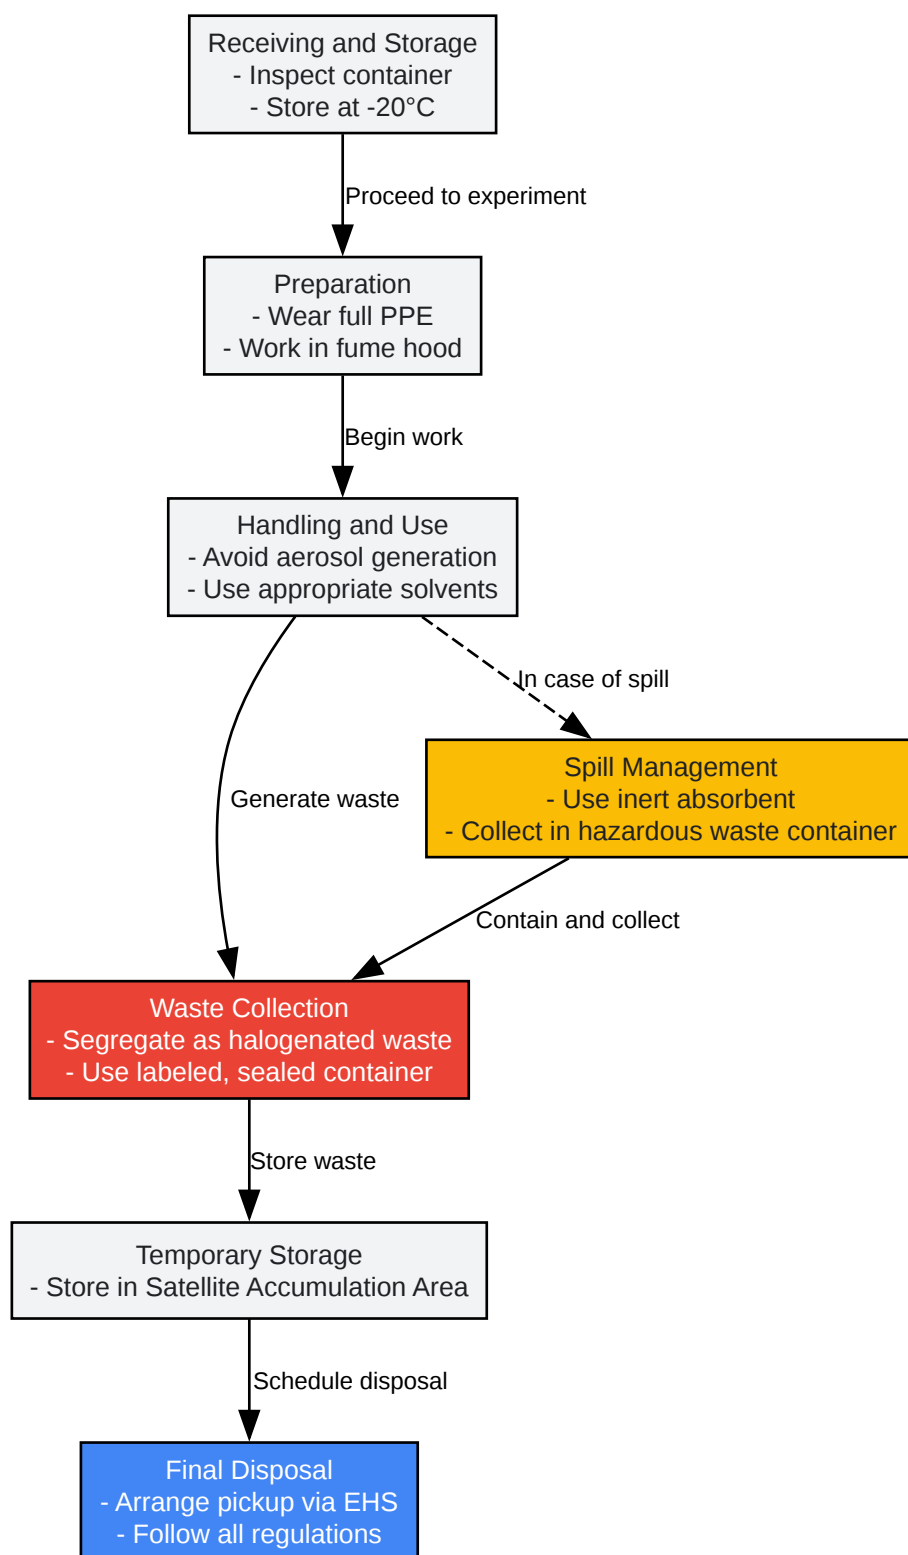 Receiving and Storage
- Inspect container
- Store at -20°C
Proceed to experiment
Preparation
- Wear full PPE
- Work in fume hood
Begin work
Handling and Use
- Avoid aerosol generation
- Use appropriate solvents
In case of spill
Spill Management
- Use inert absorbent
- Collect in hazardous waste container
Generate waste
Contain and collect
Waste Collection
- Segregate as halogenated waste
- Use labeled, sealed container
Store waste
Temporary Storage
- Store in Satellite Accumulation Area
Schedule disposal
Final Disposal
- Arrange pickup via EHS
- Follow all regulations